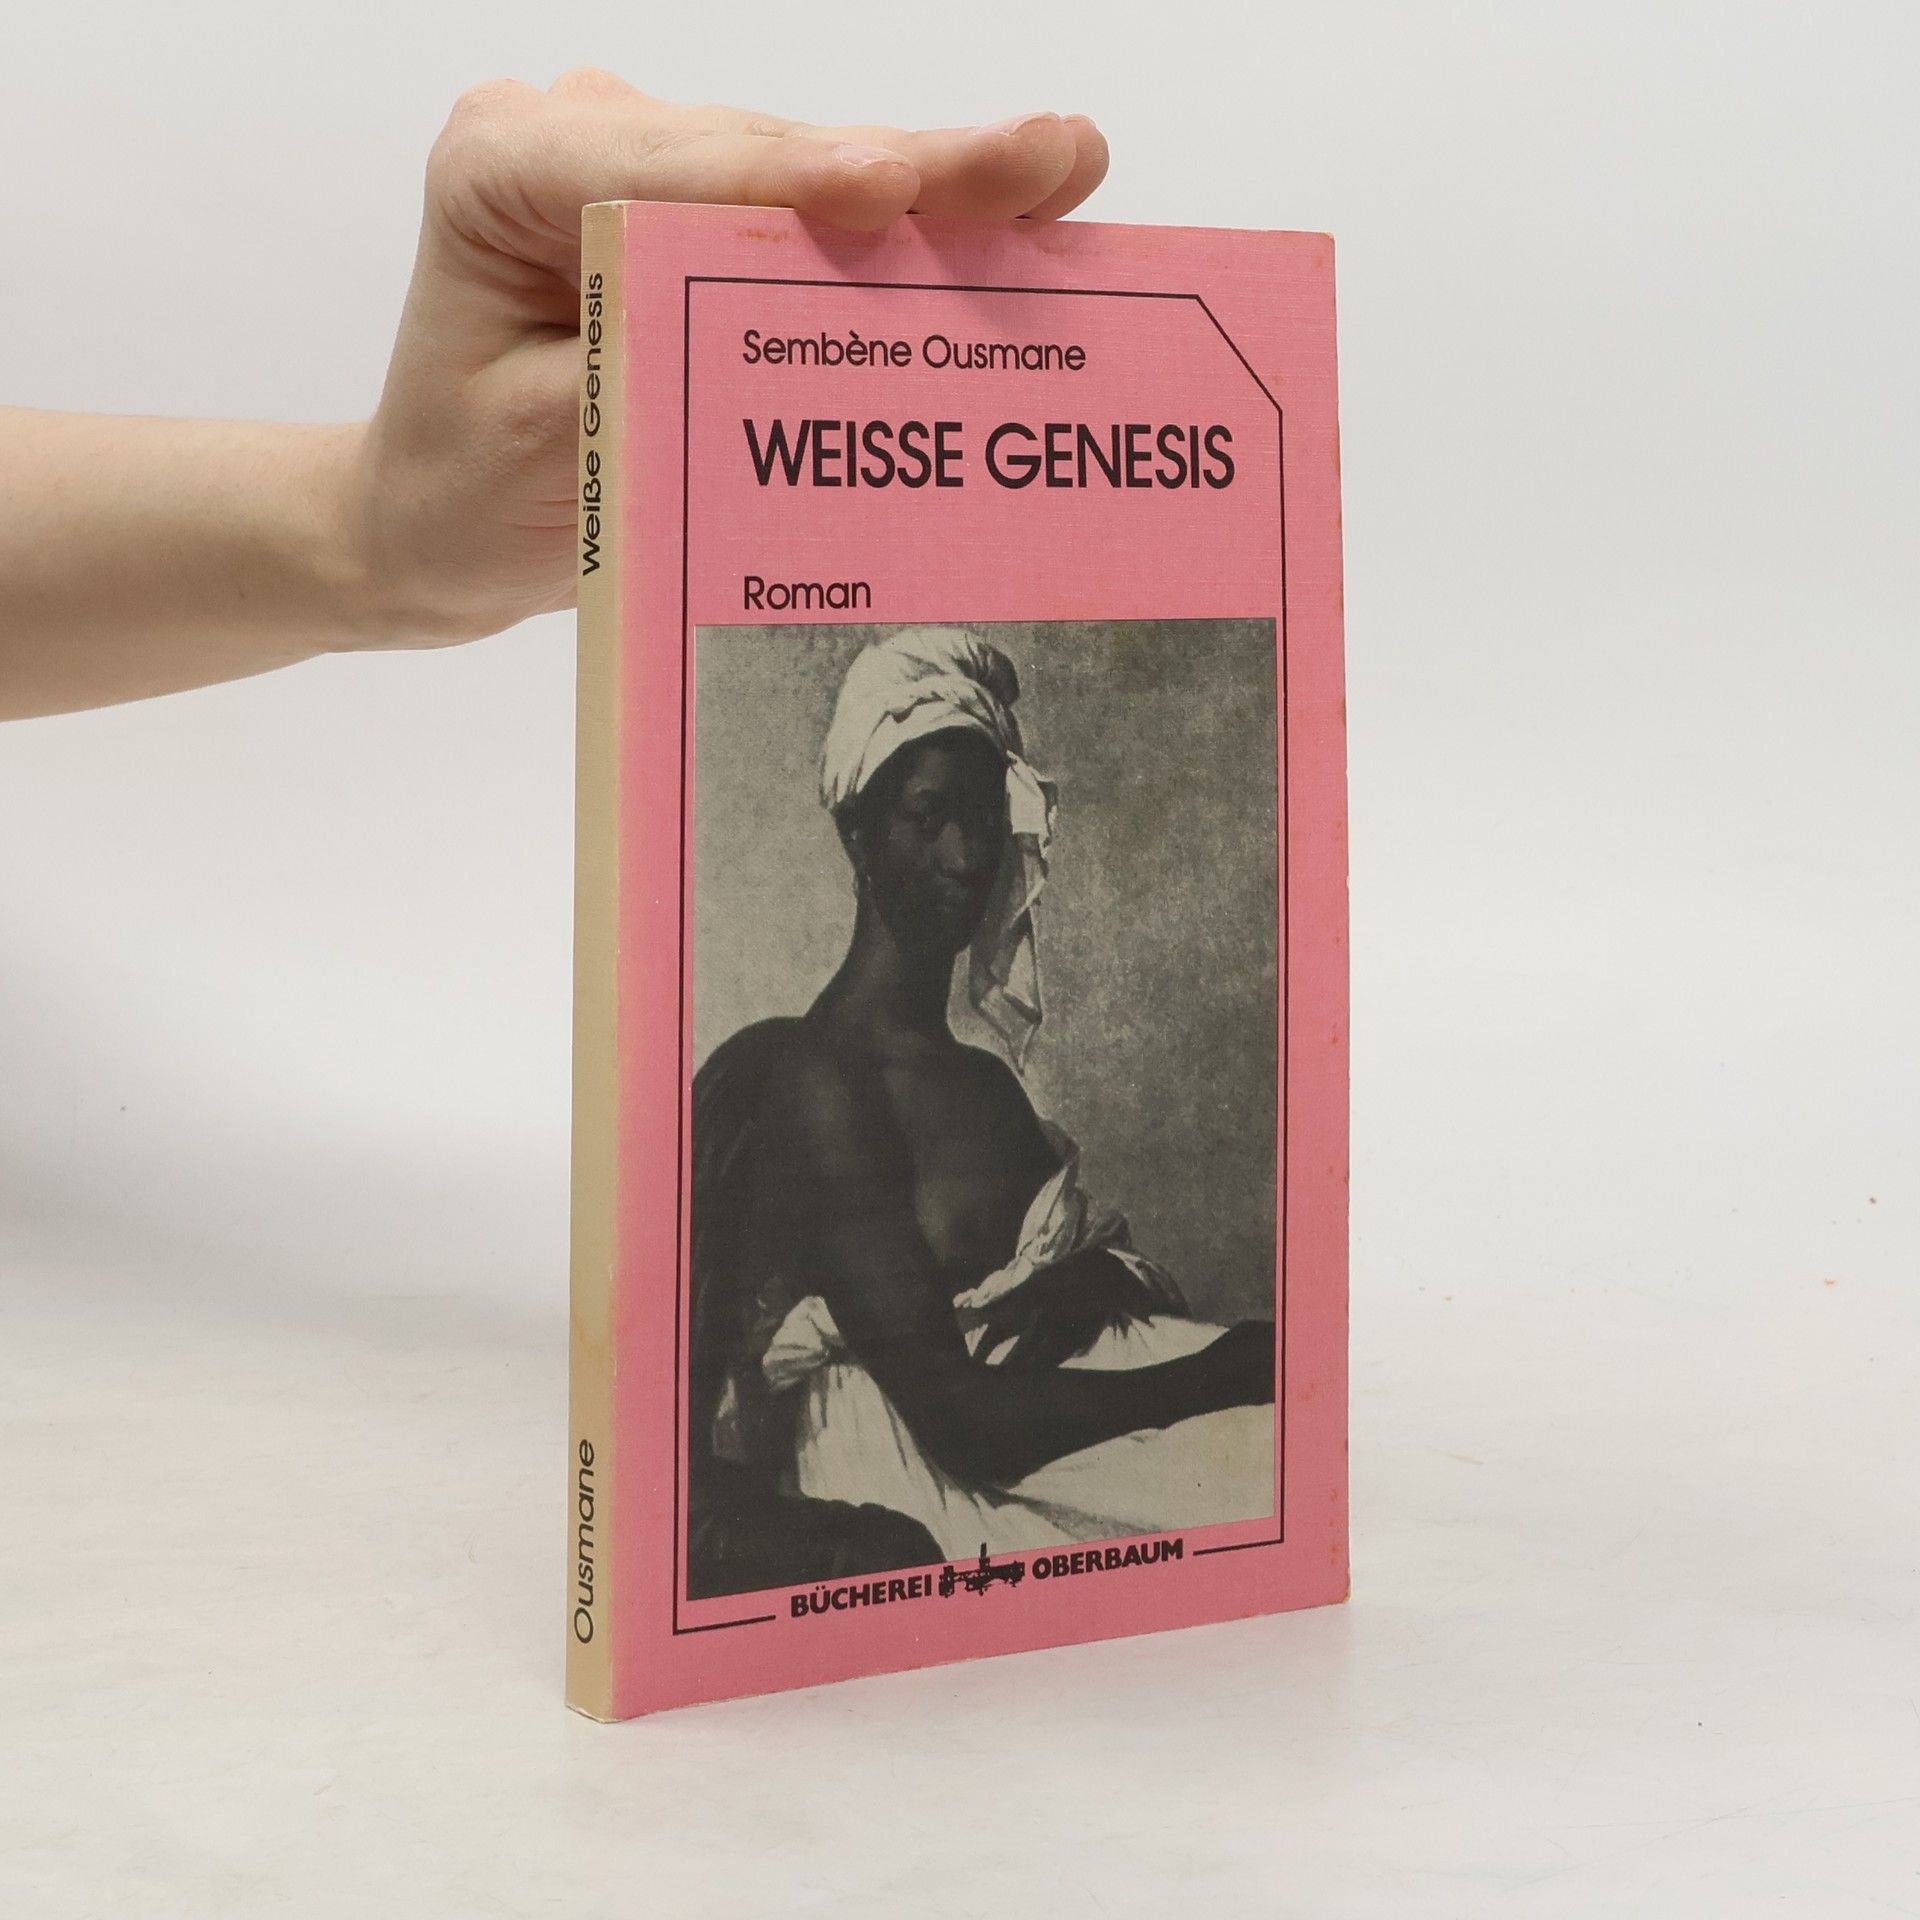 Sembène Ousmane
WEISSE GENESIS
Roman
BÜCHEREI OBERBAUM
Weiße Genesis
Ousmane